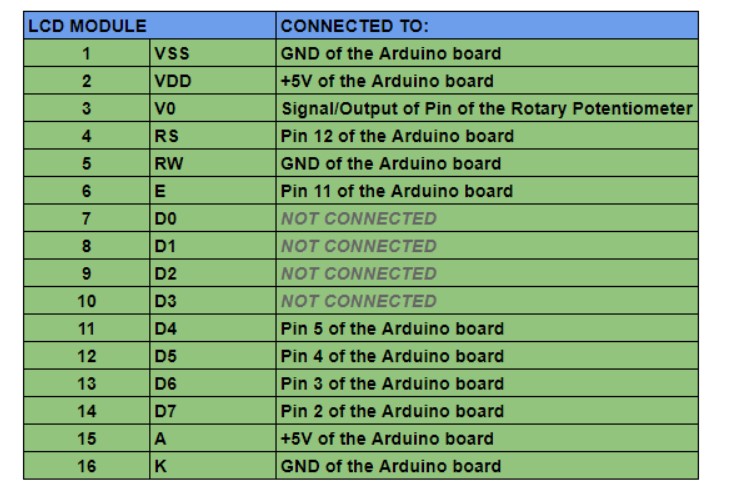 LCD MODULE CONNECTED TO:
1 VSS GND of the Arduino board
2 VDD +5V of the Arduino board
3 V0 Signal/Output of Pin of the Rotary Potentiometer
4 RS Pin 12 of the Arduino board
5 RW GND of the Arduino board
6 E Pin 11 of the Arduino board
7 D0 NOT CONNECTED
8 D1 NOT CONNECTED
9 D2 NOT CONNECTED
10 D3 NOT CONNECTED
11 D4 Pin 5 of the Arduino board
12 D5 Pin 4 of the Arduino board
13 D6 Pin 3 of the Arduino board
14 D7 Pin 2 of the Arduino board
15 A +5V of the Arduino board
16 K GND of the Arduino board